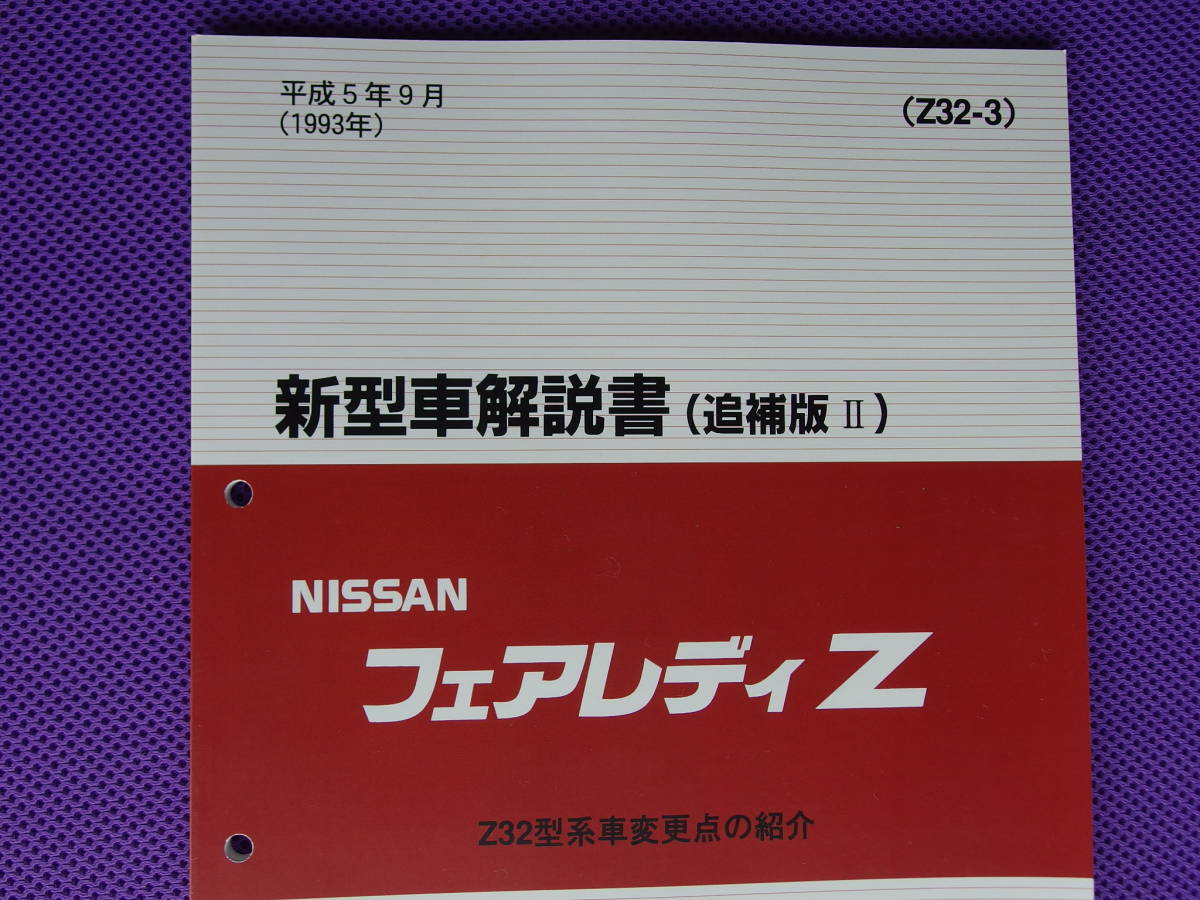 平成5年9月
(1993年)
(Z32-3)
新型車解説書(追補版Ⅱ)
NISSAN
フェアレディZ
Z32型系車変更点の紹介